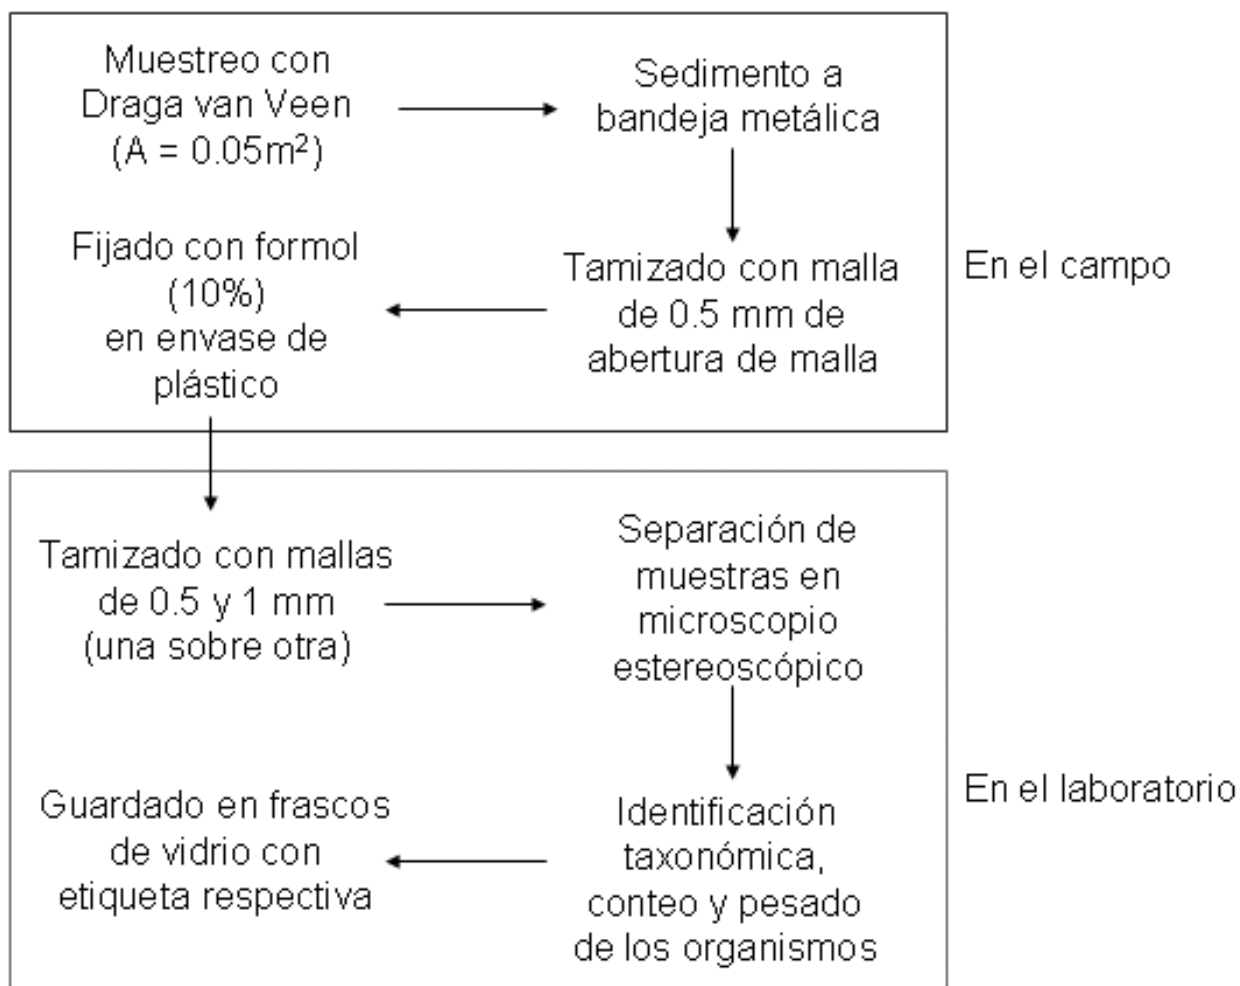 Muestreo con
Draga van Veen
(A = 0.05m²)
Sedimento a
bandeja metálica
Tamizado con malla
de 0.5 mm de
abertura de malla
Fijado con formol
(10%)
en envase de
plástico
En el campo
Tamizado con mallas
de 0.5 y 1 mm
(una sobre otra)
Separación de
muestras en
microscopio
estereoscópico
Identificación
taxonómica,
conteo y pesado
de los organismos
Guardado en frascos
de vidrio con
etiqueta respectiva
En el laboratorio